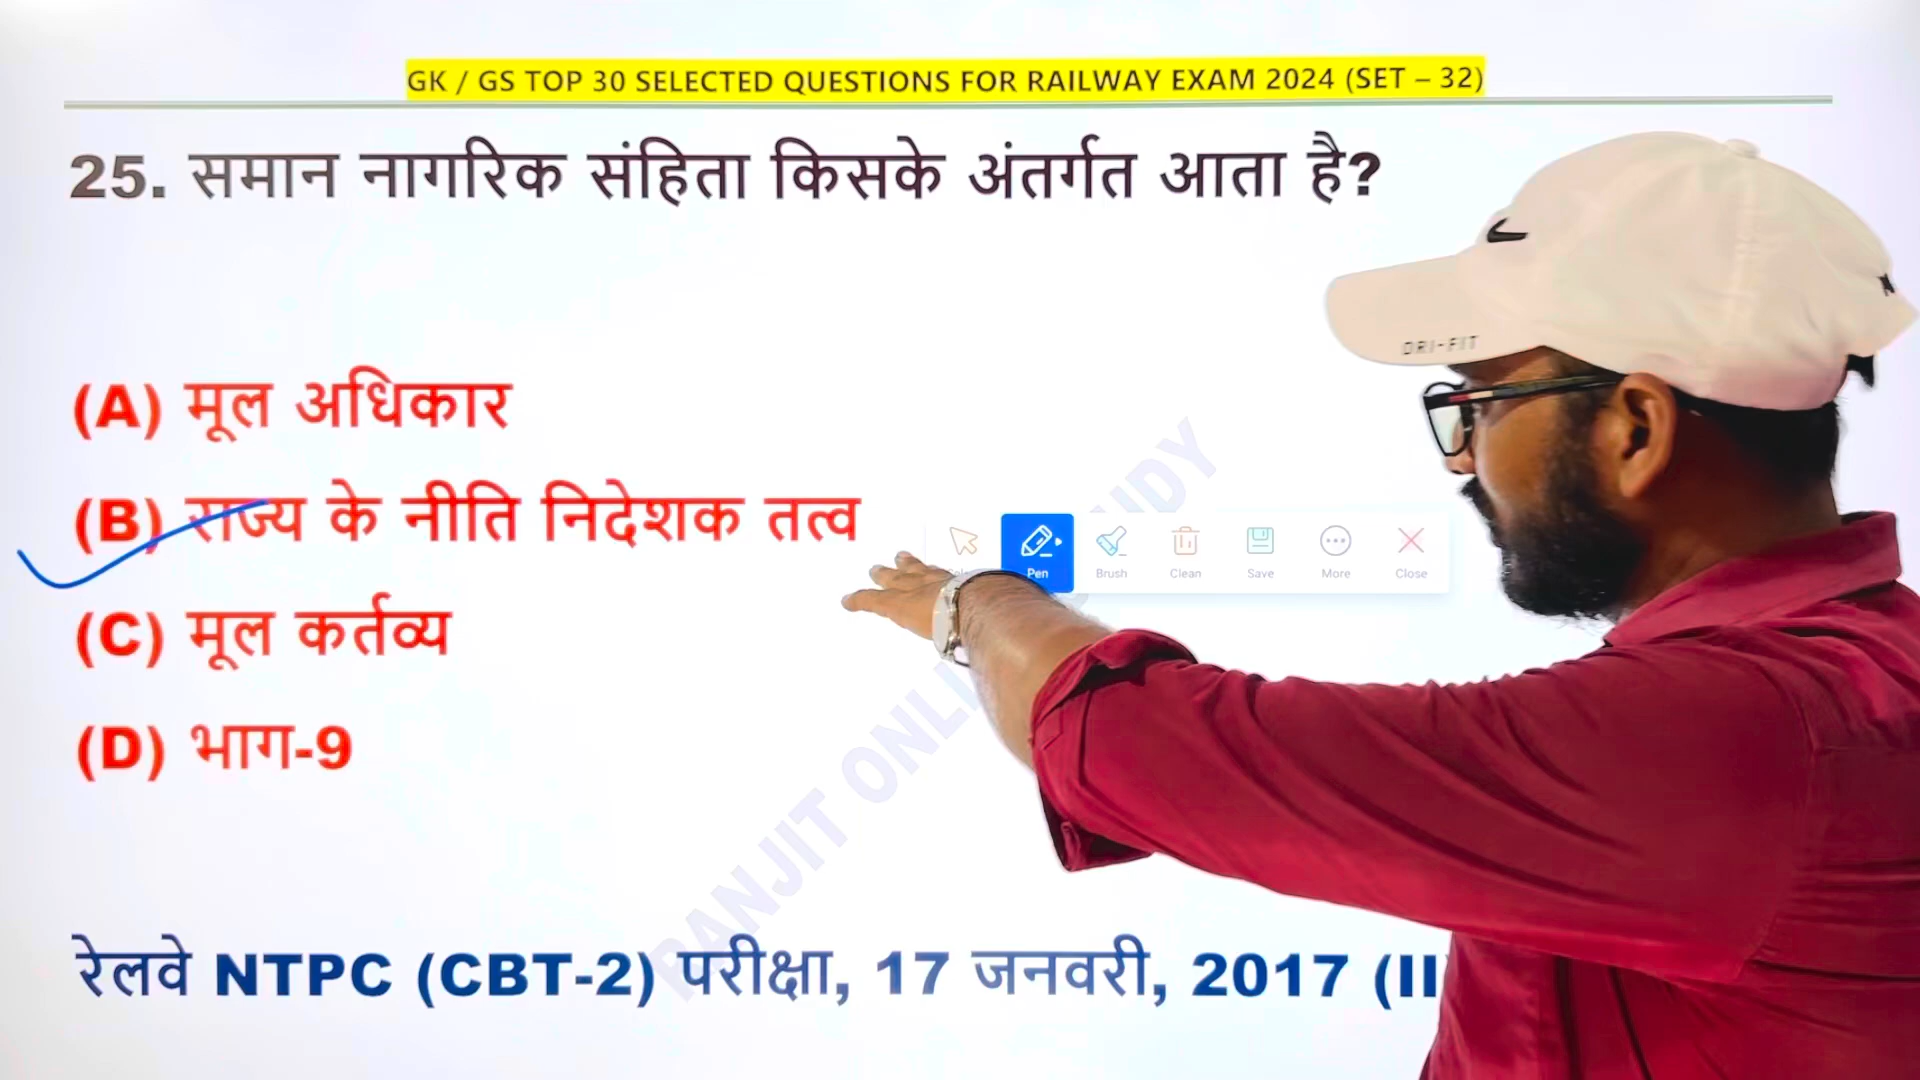 GK / GS TOP 30 SELECTED QUESTIONS FOR RAILWAY EXAM 2024 (SET – 32)
25. समान नागरिक संहिता किसके अंतर्गत आता है?
DRI-FIT
(A) मूल अधिकार
(B) राज्य के नीति निदेशक तत्व
Pen Brush Clean Save More Close
(C) मूल कर्तव्य
(D) भाग-9
RANJIT
रेलवे NTPC (CBT-2) परीक्षा, 17 जनवरी, 2017 (II